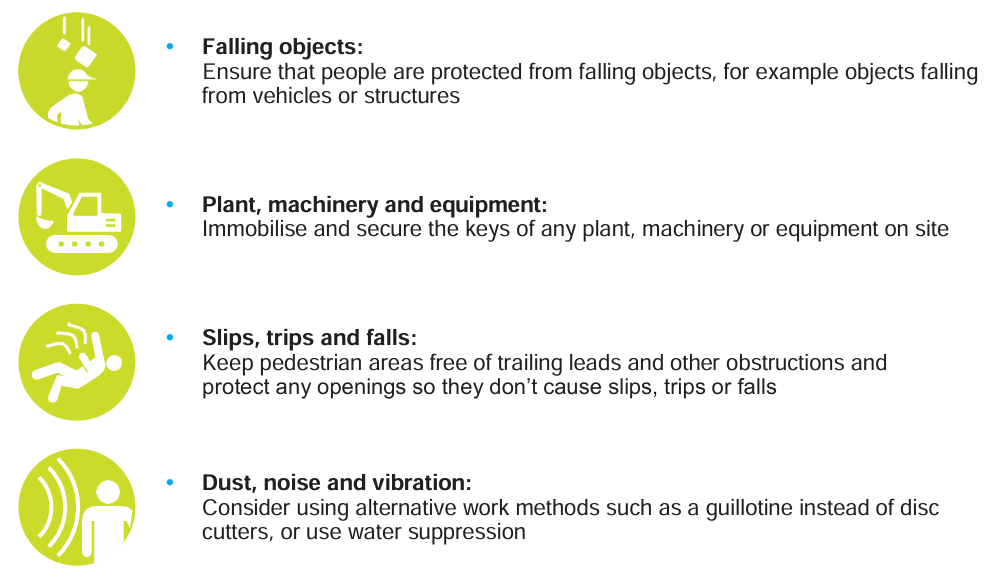 • Falling objects:
Ensure that people are protected from falling objects, for example objects falling
from vehicles or structures
• Plant, machinery and equipment:
Immobilise and secure the keys of any plant, machinery or equipment on site
• Slips, trips and falls:
Keep pedestrian areas free of trailing leads and other obstructions and
protect any openings so they don’t cause slips, trips or falls
• Dust, noise and vibration:
Consider using alternative work methods such as a guillotine instead of disc
cutters, or use water suppression